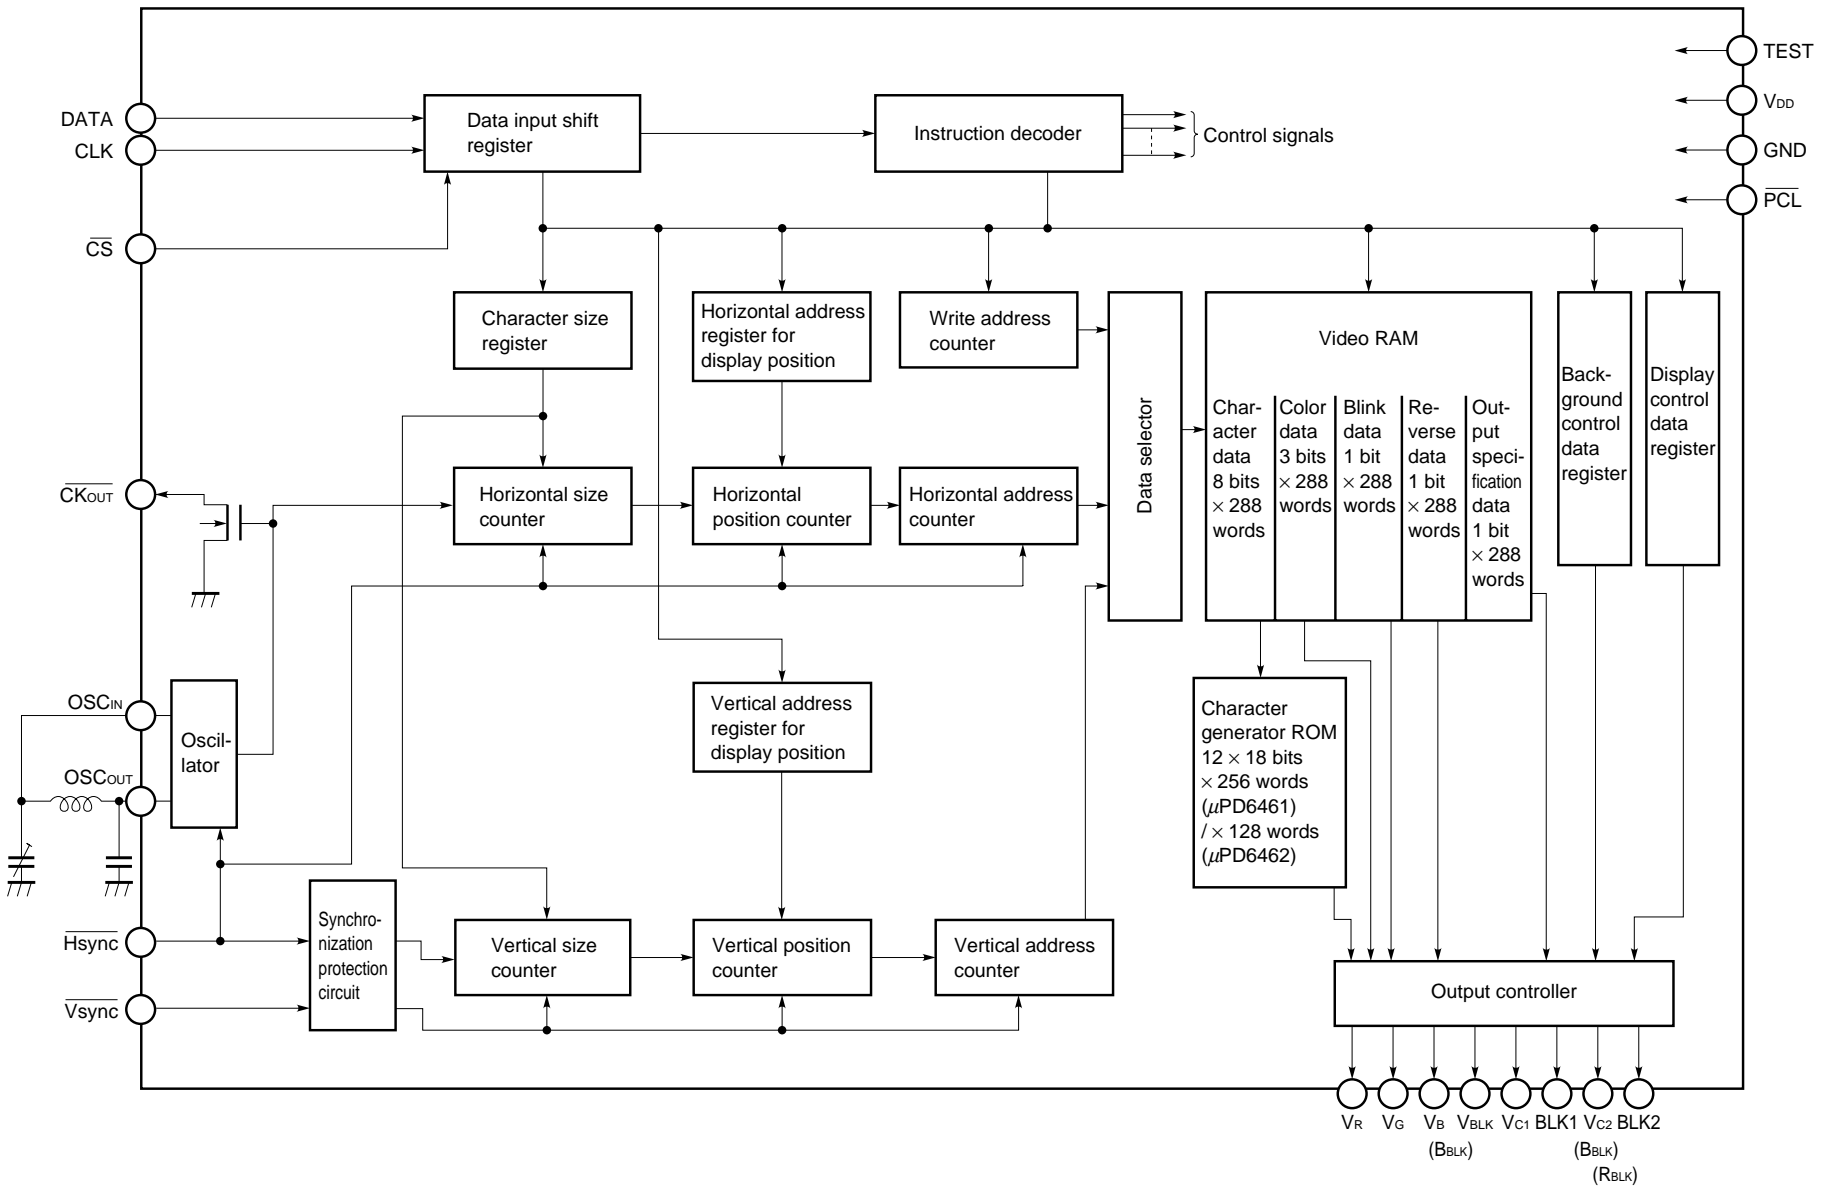 TEST
DATA
CLK
Data input shift
register
Instruction decoder
Control signals
VDD
GND
PCL
CS
Character size
register
Horizontal address
register for
display position
Write address
counter
Data selector
Video RAM
Char-
acter
data
8 bits
× 288
words
Color
data
3 bits
× 288
words
Blink
data
1 bit
× 288
words
Re-
verse
data
1 bit
× 288
words
Out-
put
speci-
fication
data
1 bit
× 288
words
Back-
ground
control
data
register
Display
control
data
register
CKOUT
Horizontal size
counter
Horizontal
position counter
Horizontal address
counter
OSCIN
Oscil-
lator
OSCOUT
Vertical address
register for
display position
Character
generator ROM
12 × 18 bits
× 256 words
(μPD6461)
/ × 128 words
(μPD6462)
Hsync
Vsync
Synchro-
nization
protection
circuit
Vertical size
counter
Vertical position
counter
Vertical address
counter
Output controller
VR VG VB VBLK VC1 BLK1 VC2 BLK2
(BBLK) (BBLK)
(RBLK)